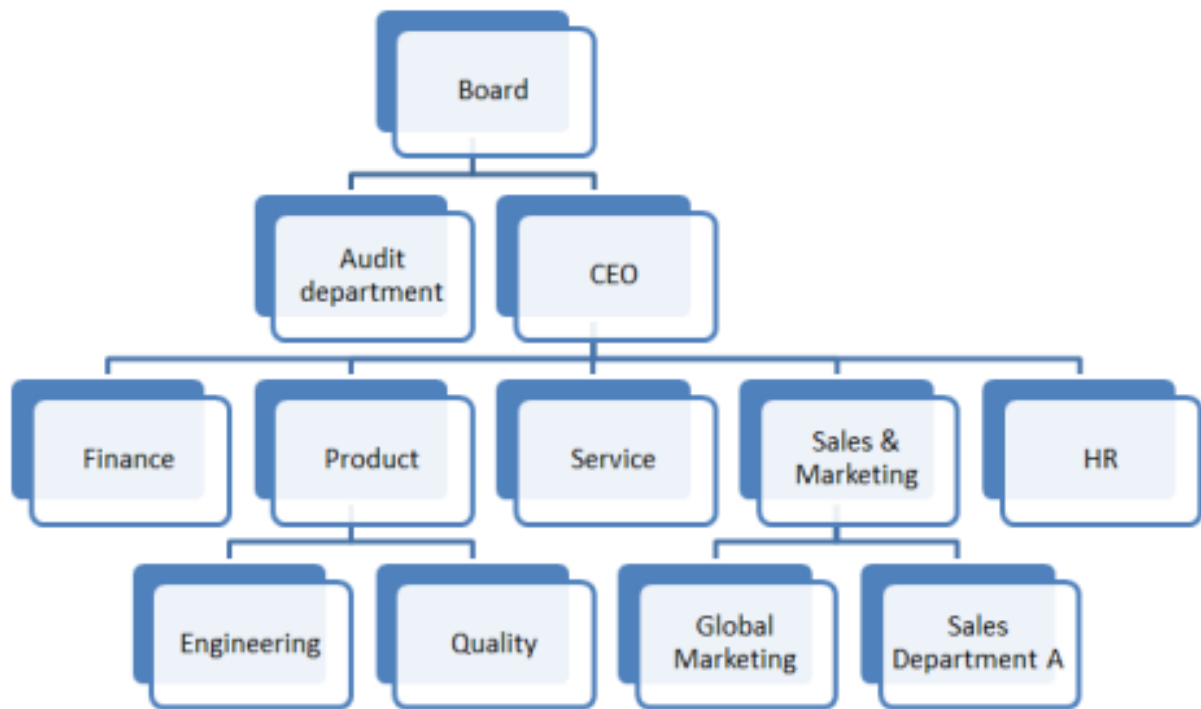 Board
Audit
department
CEO
Finance
Product
Service
Sales &
Marketing
HR
Engineering
Quality
Global
Marketing
Sales
Department A